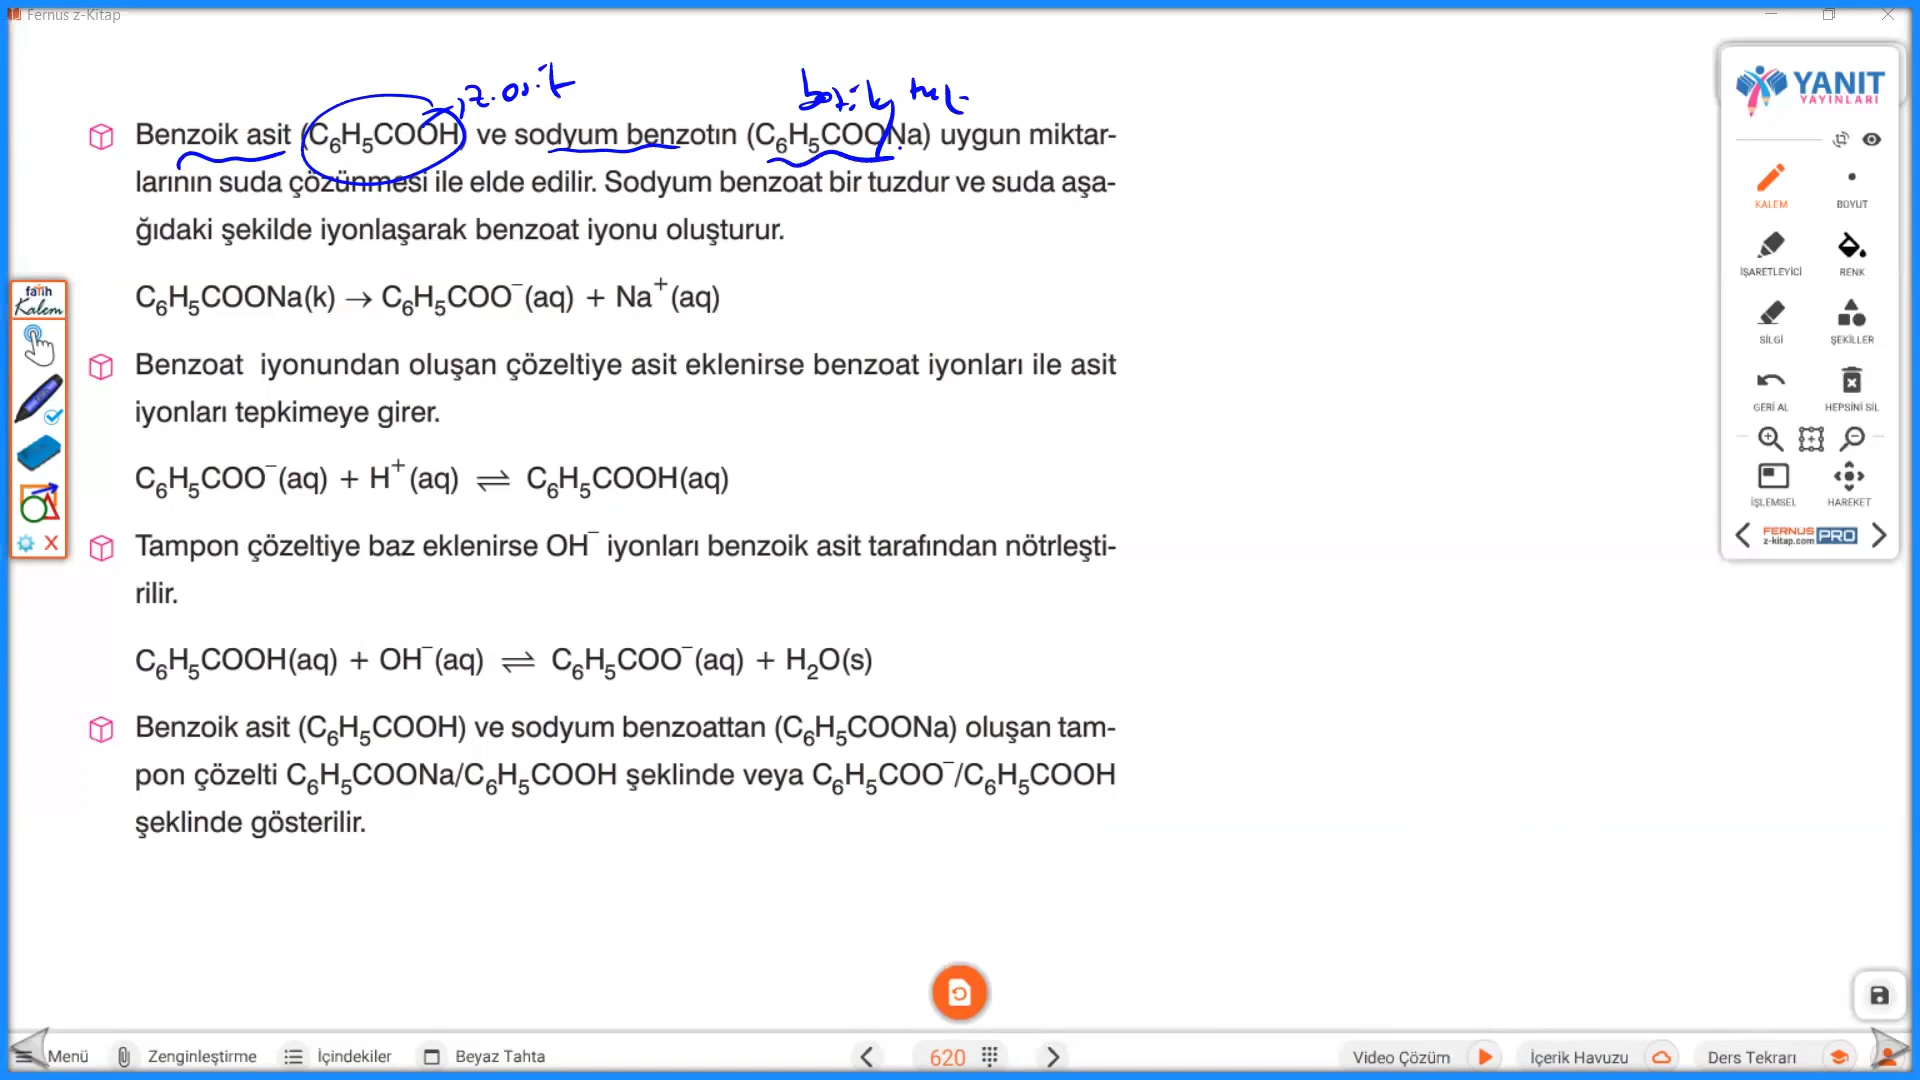 Fernus z-Kitap
z.asit
bazik tuz
Benzoik asit (C₆H₅COOH) ve sodyum benzotın (C₆H₅COONa) uygun miktar-
larının suda çözünmesi ile elde edilir. Sodyum benzoat bir tuzdur ve suda aşa-
ğıdaki şekilde iyonlaşarak benzoat iyonu oluşturur.
C₆H₅COONa(k) → C₆H₅COO⁻(aq) + Na⁺(aq)
Benzoat iyonundan oluşan çözeltiye asit eklenirse benzoat iyonları ile asit
iyonları tepkimeye girer.
C₆H₅COO⁻(aq) + H⁺(aq) ⇌ C₆H₅COOH(aq)
Tampon çözeltiye baz eklenirse OH⁻ iyonları benzoik asit tarafından nötrleşti-
rilir.
C₆H₅COOH(aq) + OH⁻(aq) ⇌ C₆H₅COO⁻(aq) + H₂O(s)
Benzoik asit (C₆H₅COOH) ve sodyum benzoattan (C₆H₅COONa) oluşan tam-
pon çözelti C₆H₅COONa/C₆H₅COOH şeklinde veya C₆H₅COO⁻/C₆H₅COOH
şeklinde gösterilir.
fatih
Kalem
X
YANIT
YAYINLARI
KALEM BOYUT
İŞARETLEYİCİ RENK
SİLGİ ŞEKİLLER
GERİ AL HEPSİNİ SİL
İŞLEMSEL HAREKET
FERNUS PRO
z-kitap.com
Menü Zenginleştirme İçindekiler Beyaz Tahta 620 Video Çözüm İçerik Havuzu Ders Tekrarı